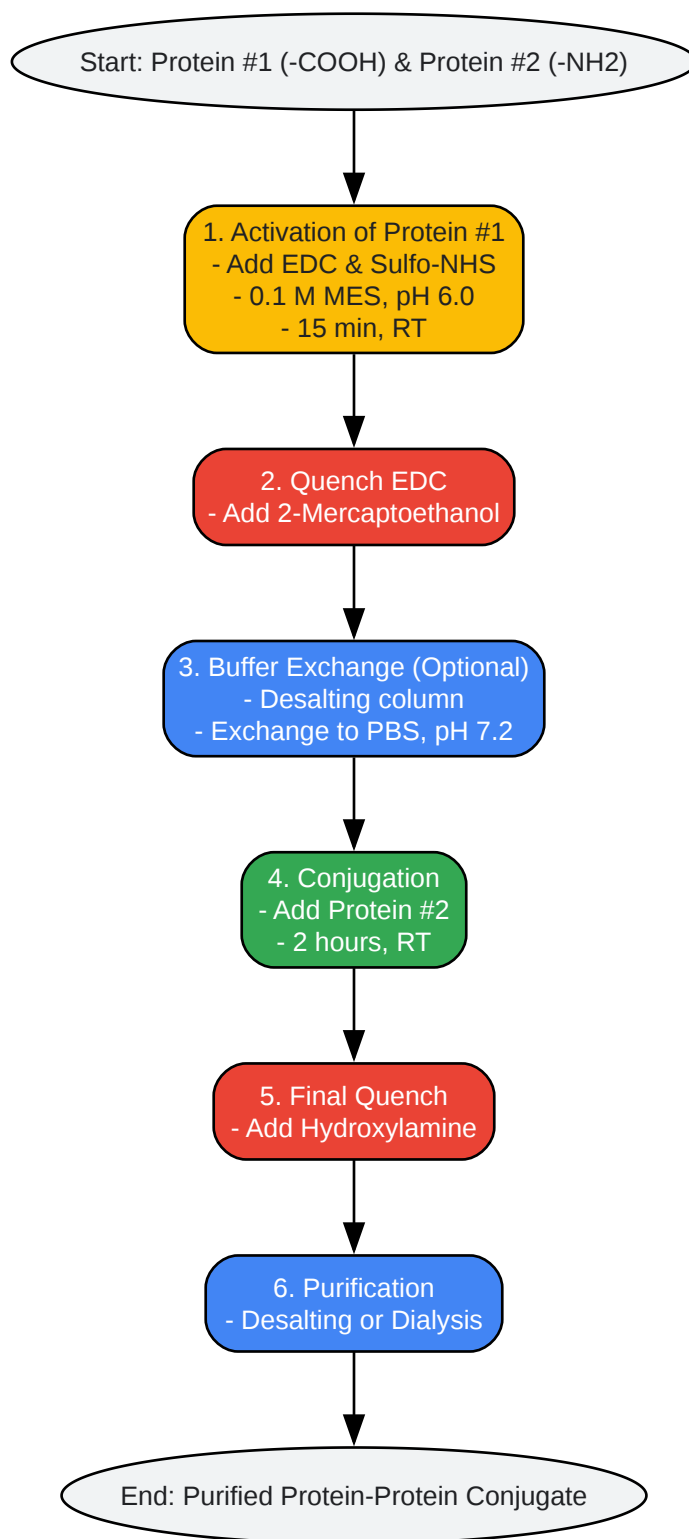 Start: Protein #1 (-COOH) & Protein #2 (-NH2)
1. Activation of Protein #1
- Add EDC & Sulfo-NHS
- 0.1 M MES, pH 6.0
- 15 min, RT
2. Quench EDC
- Add 2-Mercaptoethanol
3. Buffer Exchange (Optional)
- Desalting column
- Exchange to PBS, pH 7.2
4. Conjugation
- Add Protein #2
- 2 hours, RT
5. Final Quench
- Add Hydroxylamine
6. Purification
- Desalting or Dialysis
End: Purified Protein-Protein Conjugate